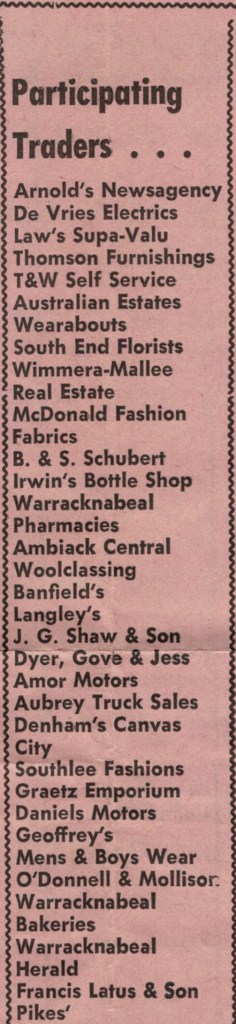 Participating
Traders . . .
Arnold's Newsagency
De Vries Electrics
Law's Supa-Valu
Thomson Furnishings
T&W Self Service
Australian Estates
Wearabouts
South End Florists
Wimmera-Mallee
Real Estate
McDonald Fashion
Fabrics
B. & S. Schubert
Irwin's Bottle Shop
Warracknabeal
Pharmacies
Ambiack Central
Woolclassing
Banfield's
Langley's
J. G. Shaw & Son
Dyer, Gove & Jess
Amor Motors
Aubrey Truck Sales
Denham's Canvas
City
Southlee Fashions
Graetz Emporium
Daniels Motors
Geoffrey's
Mens & Boys Wear
O'Donnell & Mollison
Warracknabeal
Bakeries
Warracknabeal
Herald
Francis Latus & Son
Pikes'